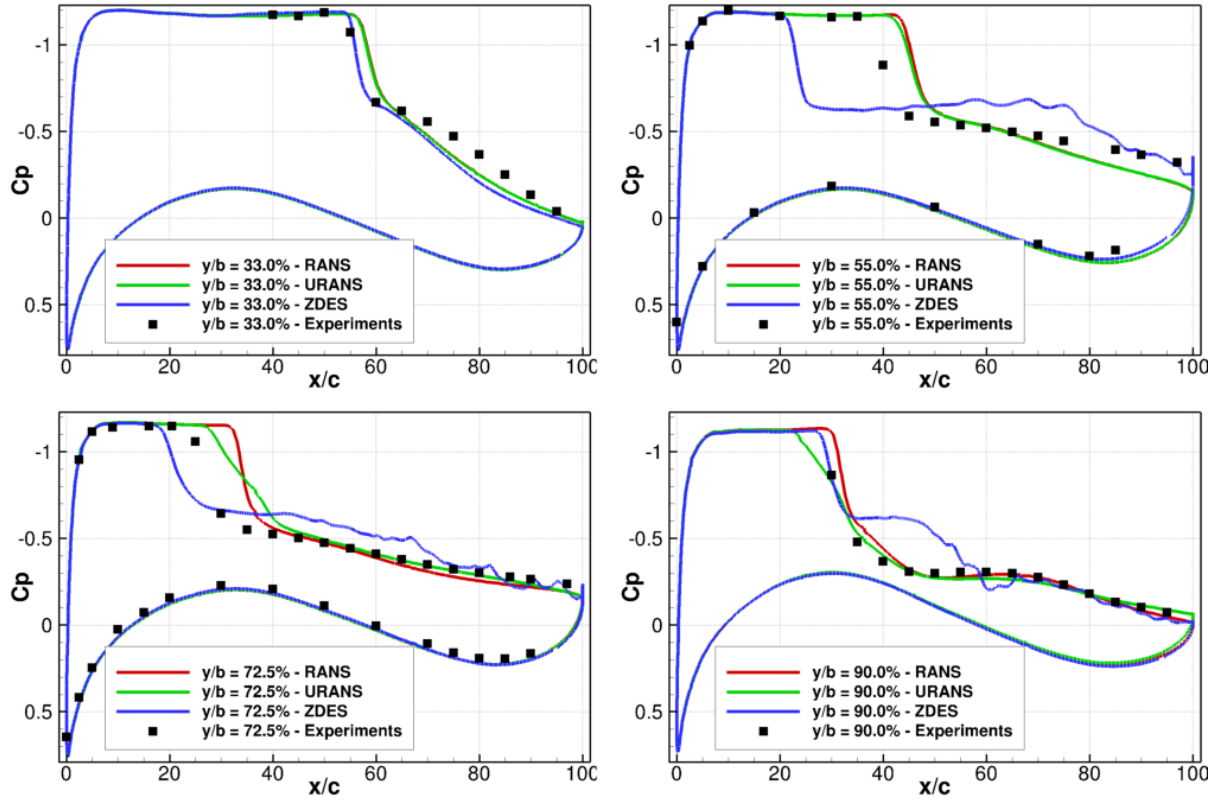 -1
-0.5
Cp
0
0.5
y/b = 33.0% - RANS
y/b = 33.0% - URANS
y/b = 33.0% - ZDES
y/b = 33.0% - Experiments
0 20 40 60 80 100
x/c
-1
-0.5
Cp
0
0.5
y/b = 55.0% - RANS
y/b = 55.0% - URANS
y/b = 55.0% - ZDES
y/b = 55.0% - Experiments
0 20 40 60 80 100
x/c
-1
-0.5
Cp
0
0.5
y/b = 72.5% - RANS
y/b = 72.5% - URANS
y/b = 72.5% - ZDES
y/b = 72.5% - Experiments
0 20 40 60 80 100
x/c
-1
-0.5
Cp
0
0.5
y/b = 90.0% - RANS
y/b = 90.0% - URANS
y/b = 90.0% - ZDES
y/b = 90.0% - Experiments
0 20 40 60 80 100
x/c